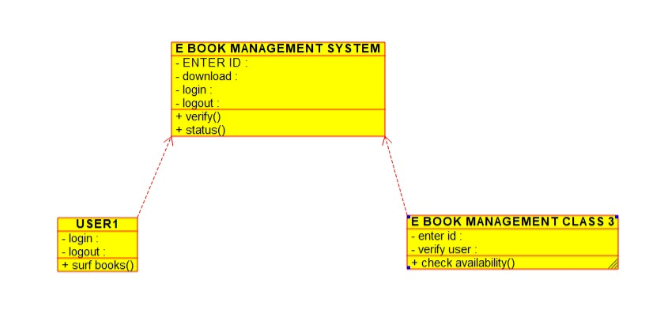 E BOOK MANAGEMENT SYSTEM
- ENTER ID :
- download :
- login :
- logout :
+ verify()
+ status()
USER1
- login :
- logout :
+ surf books()
E BOOK MANAGEMENT CLASS 3
- enter id :
- verify user :
+ check availability()